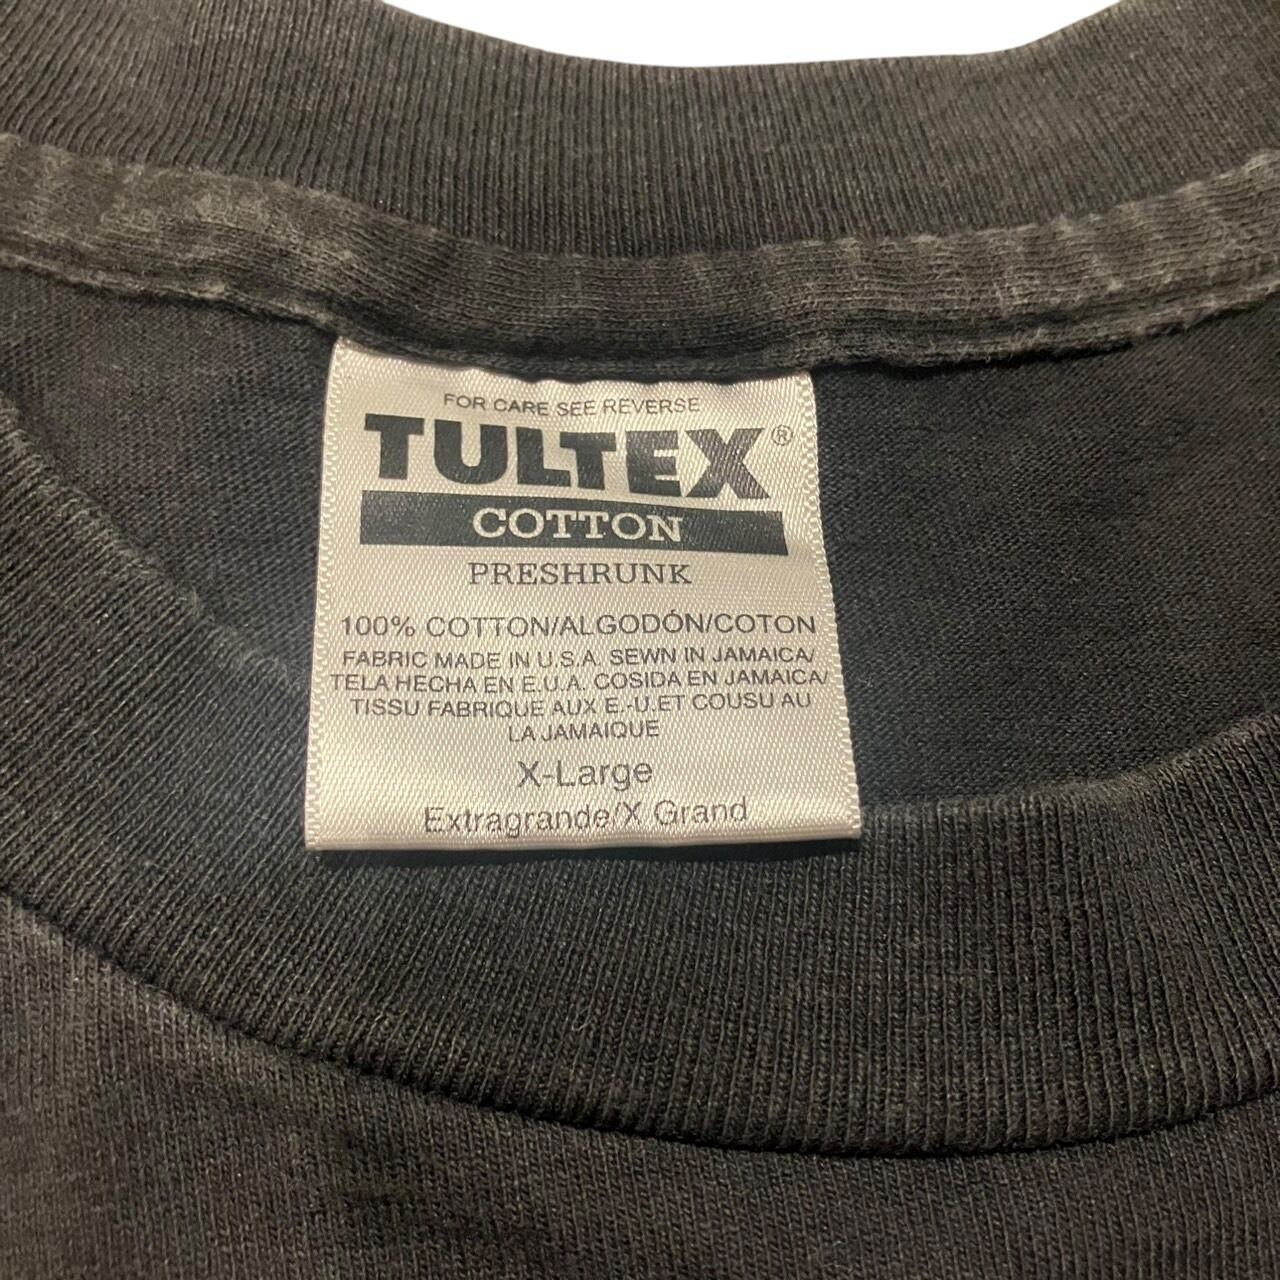 FOR CARE SEE REVERSE
TULTEX®
COTTON
PRESHRUNK
100% COTTON/ALGODÓN/COTON
FABRIC MADE IN U.S.A. SEWN IN JAMAICA/
TELA HECHA EN E.U.A. COSIDA EN JAMAICA/
TISSU FABRIQUE AUX E.-U.ET COUSU AU
LA JAMAIQUE
X-Large
Extragrande/X Grand